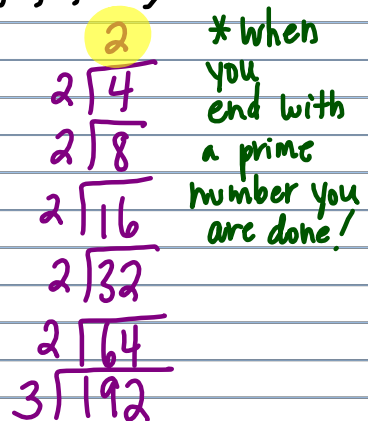 2
2 4
2 8
2 16
2 32
2 64
3 192
* When
you
end with
a prime
number you
are done!